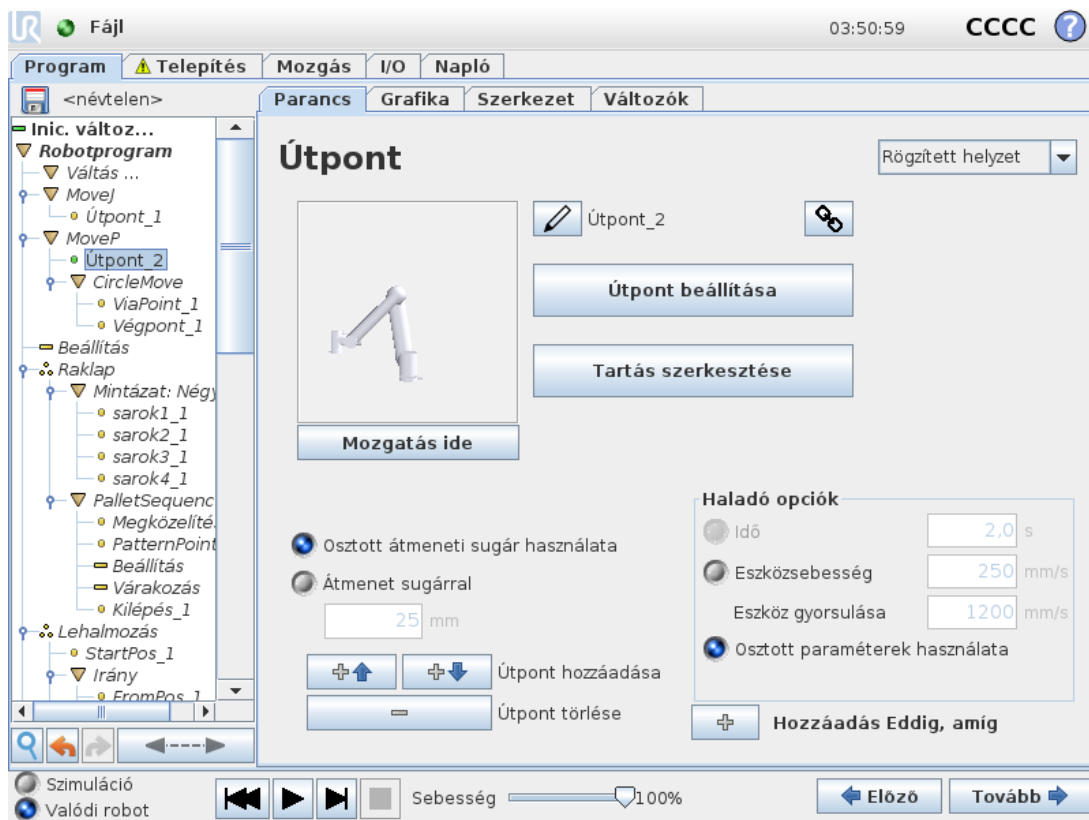 UR Fájl 03:50:59 CCCC ?
Program Telepítés Mozgás I/O Napló
<névtelen>
Parancs Grafika Szerkezet Változók
Inic. változ...
Robotprogram
Váltás ...
MoveJ
Útpont_1
MoveP
Útpont_2
CircleMove
ViaPoint_1
Végpont_1
Beállítás
Raklap
Mintázat: Négy
sarok1_1
sarok2_1
sarok3_1
sarok4_1
PalletSequenc
Megközelíté
PatternPoint
Beállítás
Várakozás
Kilépés_1
Lehalmozás
StartPos_1
Irány
FromPos_1
Útpont
Rögzített helyzet
Útpont_2
Útpont beállítása
Tartás szerkesztése
Mozgatás ide
Osztott átmeneti sugár használata
Átmenet sugárral
25 mm
Útpont hozzáadása
Útpont törlése
Haladó opciók
Idő 2,0 s
Eszközsebesség 250 mm/s
Eszköz gyorsulása 1200 mm/s
Osztott paraméterek használata
Hozzáadás Eddig, amíg
Szimuláció
Valódi robot
Sebesség 100%
Előző
Tovább